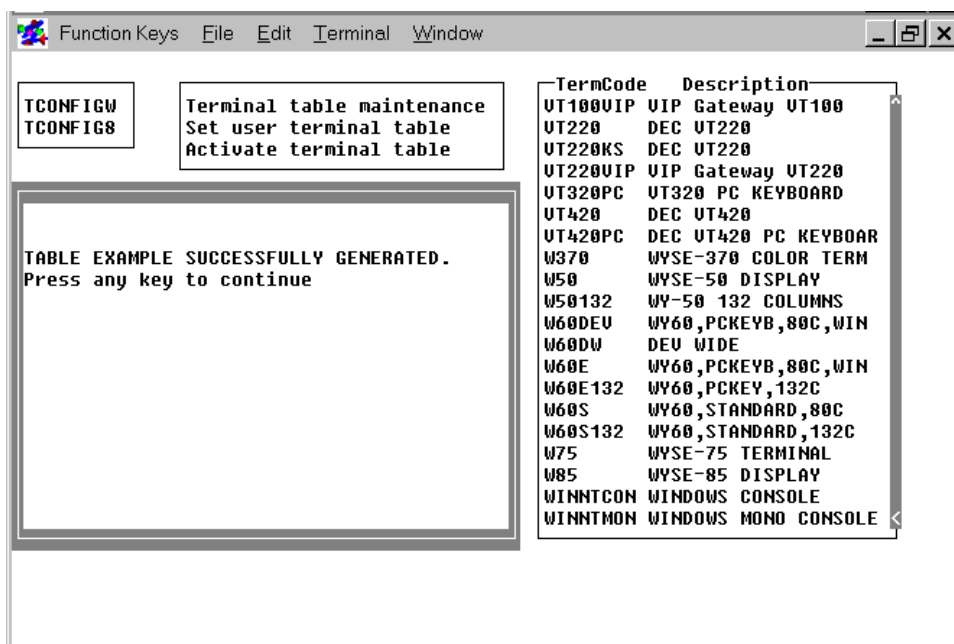 Function Keys File Edit Terminal Window
TCONFIGW
TCONFIG8
Terminal table maintenance
Set user terminal table
Activate terminal table
TABLE EXAMPLE SUCCESSFULLY GENERATED.
Press any key to continue
TermCode Description
VT100VIP VIP Gateway VT100
VT220 DEC VT220
VT220KS DEC VT220
VT220VIP VIP Gateway VT220
VT320PC VT320 PC KEYBOARD
VT420 DEC VT420
VT420PC DEC VT420 PC KEYBOAR
W370 WYSE-370 COLOR TERM
W50 WYSE-50 DISPLAY
W50132 WY-50 132 COLUMNS
W60DEV WY60,PCKEYB,80C,WIN
W60DW DEV WIDE
W60E WY60,PCKEYB,80C,WIN
W60E132 WY60,PCKEY,132C
W60S WY60,STANDARD,80C
W60S132 WY60,STANDARD,132C
W75 WYSE-75 TERMINAL
W85 WYSE-85 DISPLAY
WINNTCON WINDOWS CONSOLE
WINNTMON WINDOWS MONO CONSOLE